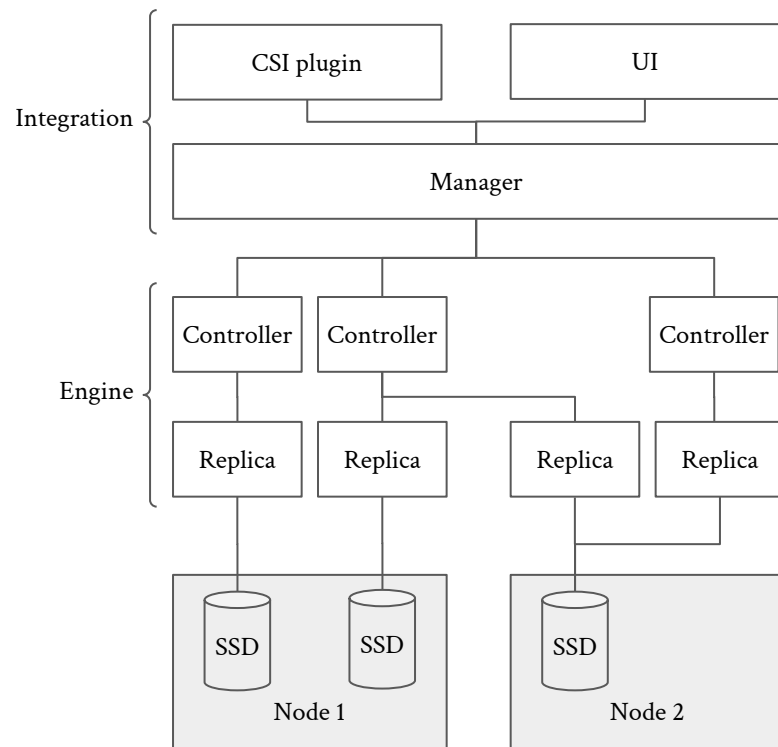 CSI plugin
UI
Integration
Manager
Controller
Controller
Controller
Engine
Replica
Replica
Replica
Replica
SSD
SSD
SSD
Node 1
Node 2